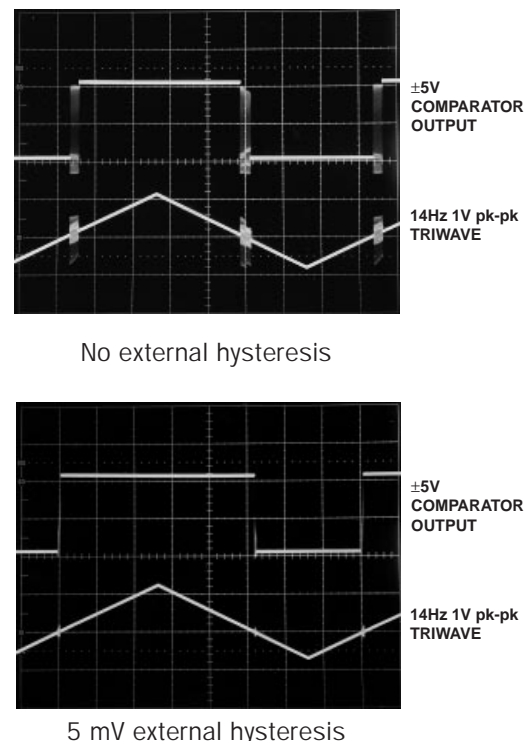 ±5V
COMPARATOR
OUTPUT
14Hz 1V pk-pk
TRIWAVE
No external hysteresis
±5V
COMPARATOR
OUTPUT
14Hz 1V pk-pk
TRIWAVE
5 mV external hysteresis